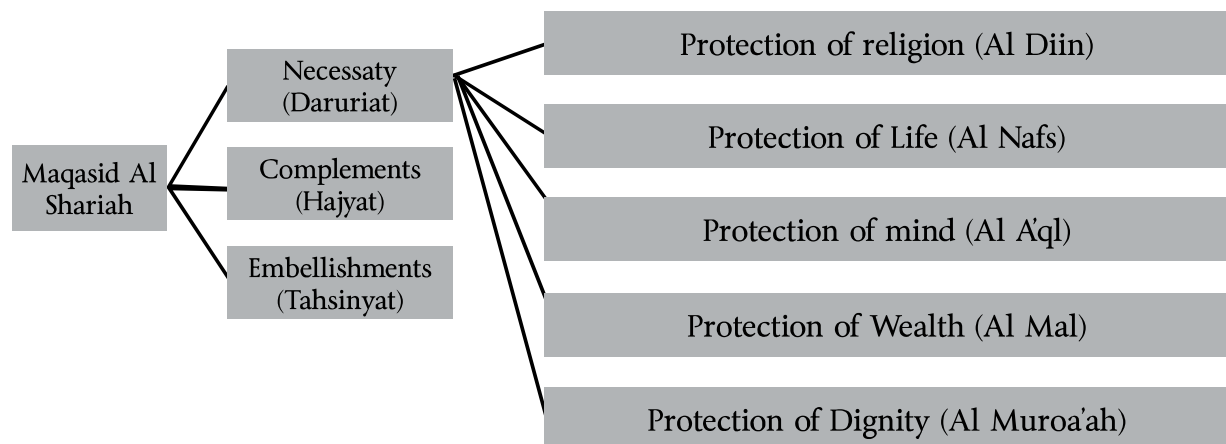 Maqasid Al
Shariah
Necessaty
(Daruriat)
Complements
(Hajyat)
Embellishments
(Tahsinyat)
Protection of religion (Al Diin)
Protection of Life (Al Nafs)
Protection of mind (Al A'ql)
Protection of Wealth (Al Mal)
Protection of Dignity (Al Muroa'ah)